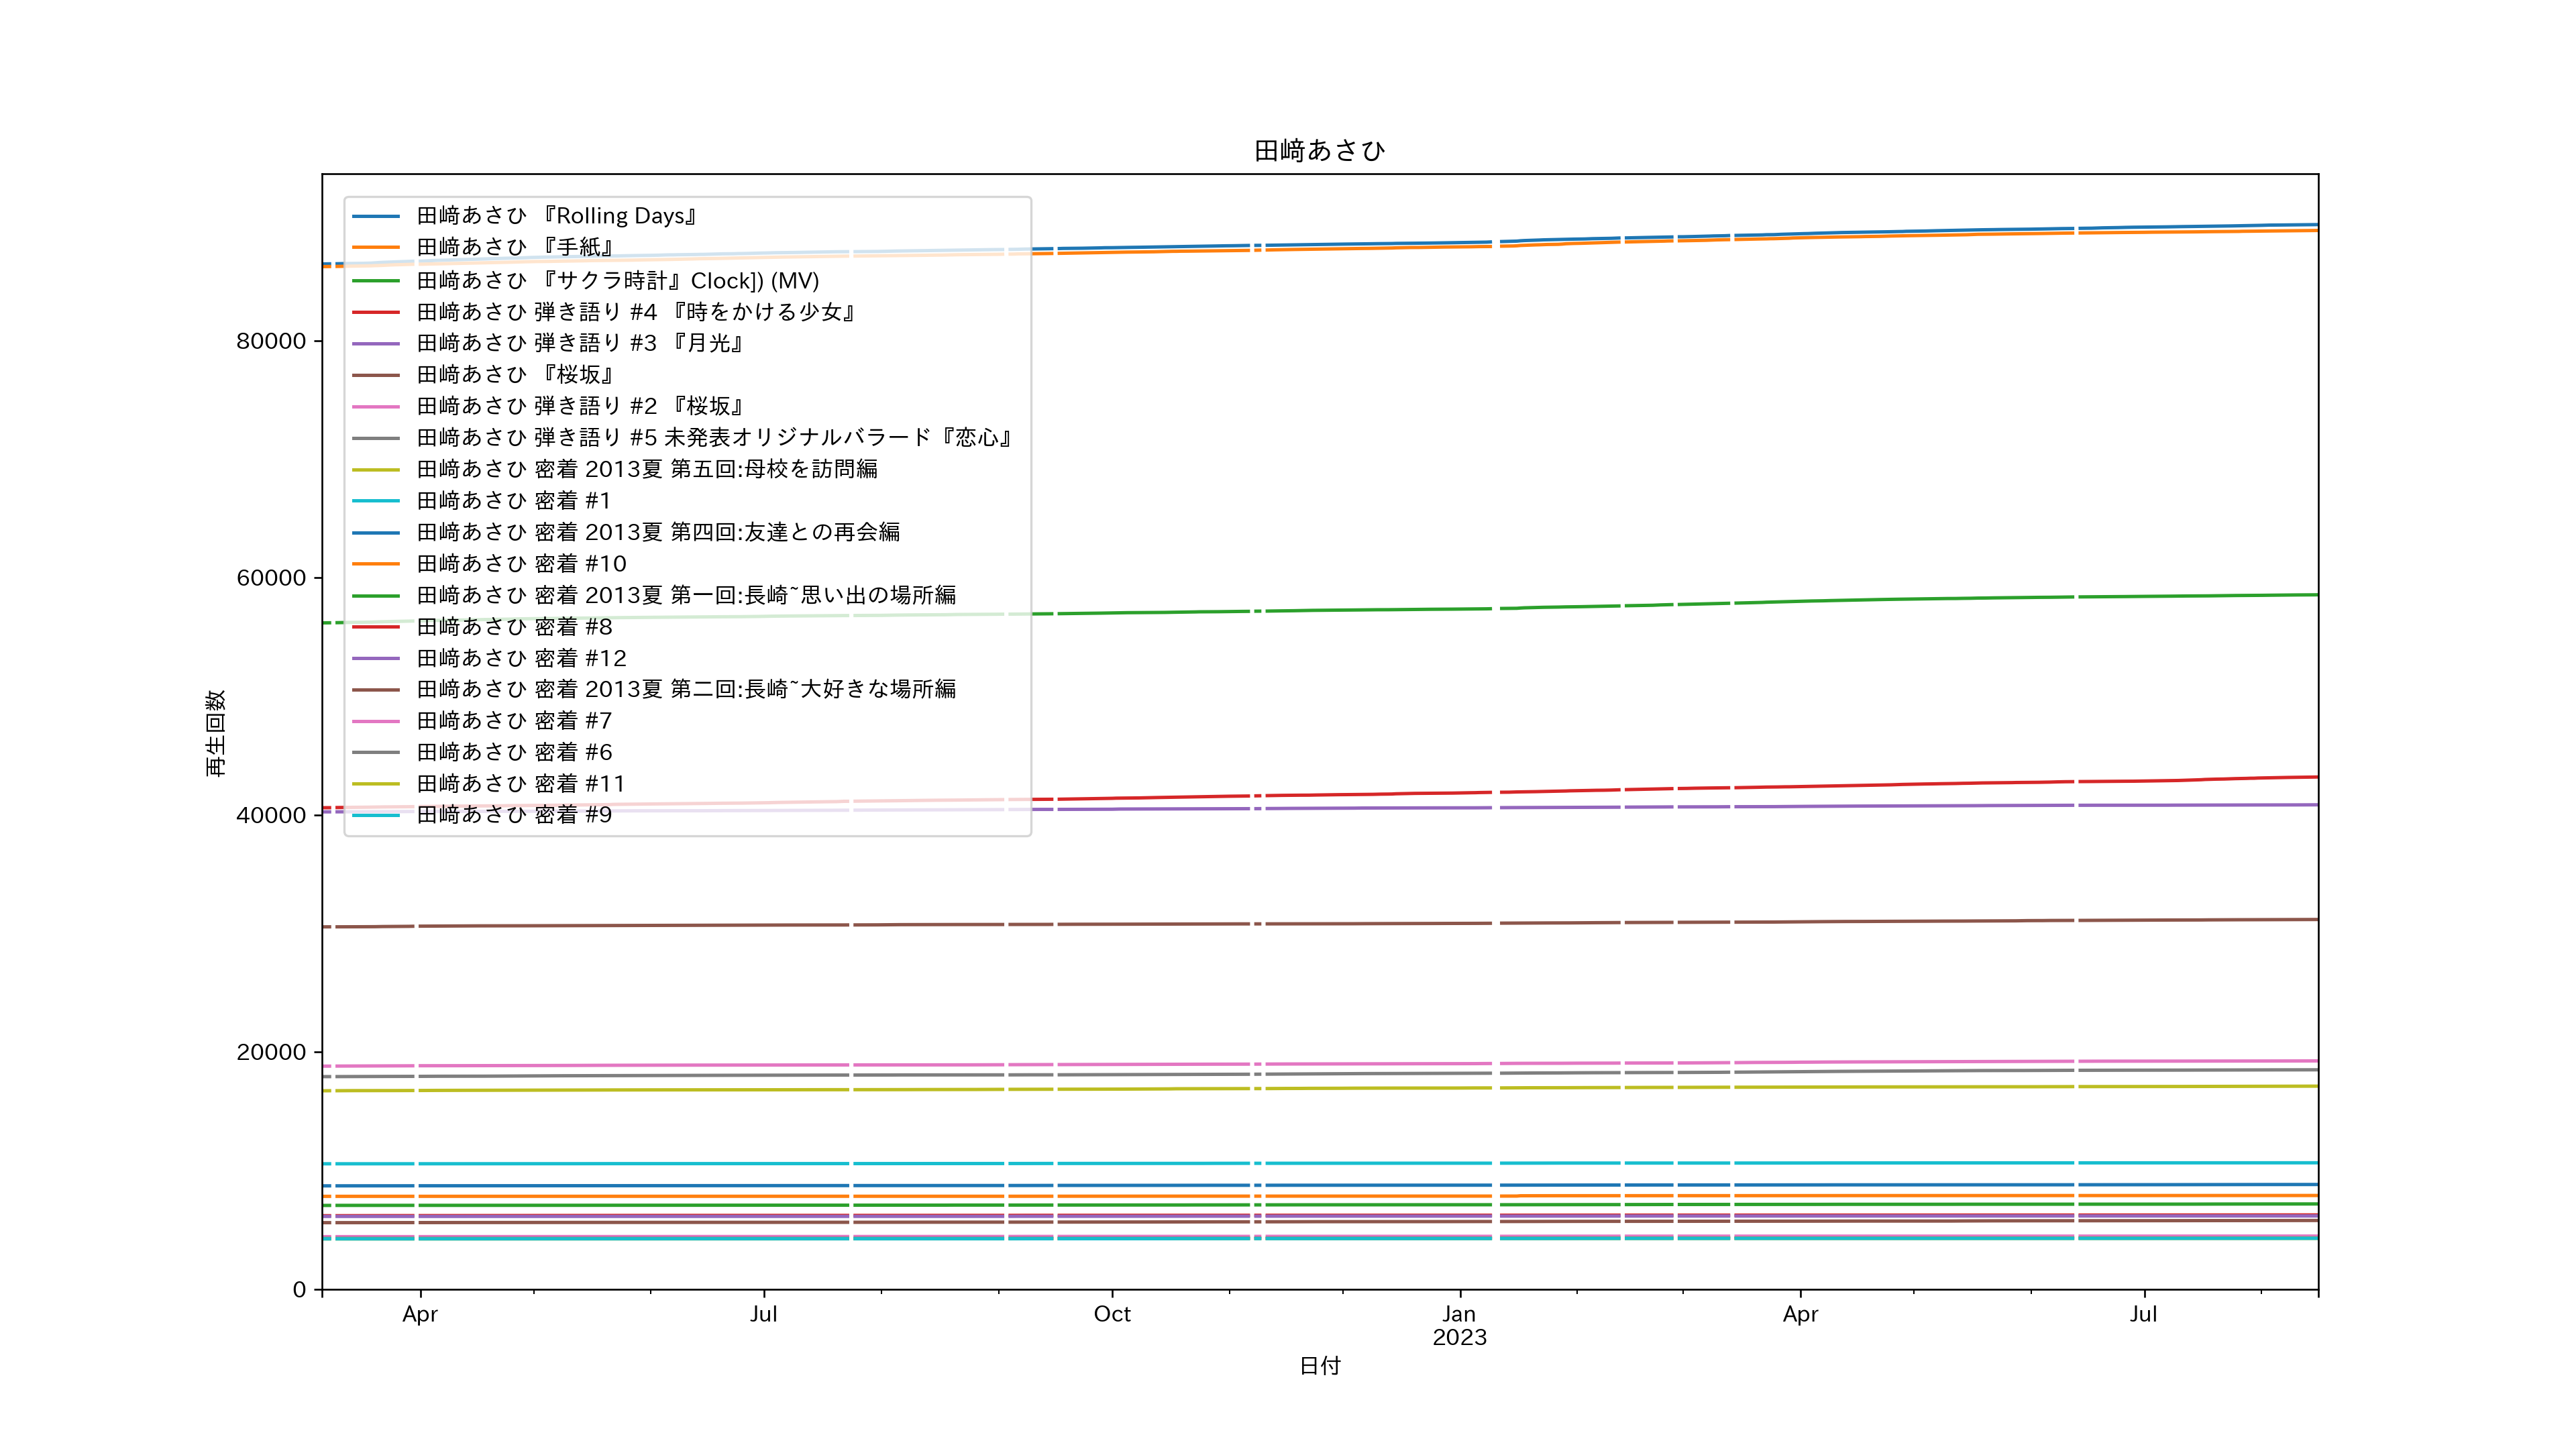 田﨑あさひ
田﨑あさひ 『Rolling Days』
田﨑あさひ 『手紙』
田﨑あさひ 『サクラ時計』Clock]) (MV)
田﨑あさひ 弾き語り #4 『時をかける少女』
田﨑あさひ 弾き語り #3 『月光』
田﨑あさひ 『桜坂』
田﨑あさひ 弾き語り #2 『桜坂』
田﨑あさひ 弾き語り #5 未発表オリジナルバラード『恋心』
田﨑あさひ 密着 2013夏 第五回:母校を訪問編
田﨑あさひ 密着 #1
田﨑あさひ 密着 2013夏 第四回:友達との再会編
田﨑あさひ 密着 #10
田﨑あさひ 密着 2013夏 第一回:長崎~思い出の場所編
田﨑あさひ 密着 #8
田﨑あさひ 密着 #12
田﨑あさひ 密着 2013夏 第二回:長崎~大好きな場所編
田﨑あさひ 密着 #7
田﨑あさひ 密着 #6
田﨑あさひ 密着 #11
田﨑あさひ 密着 #9
再生回数
80000
60000
40000
20000
0
Apr
Jul
Oct
Jan
2023
Apr
Jul
日付